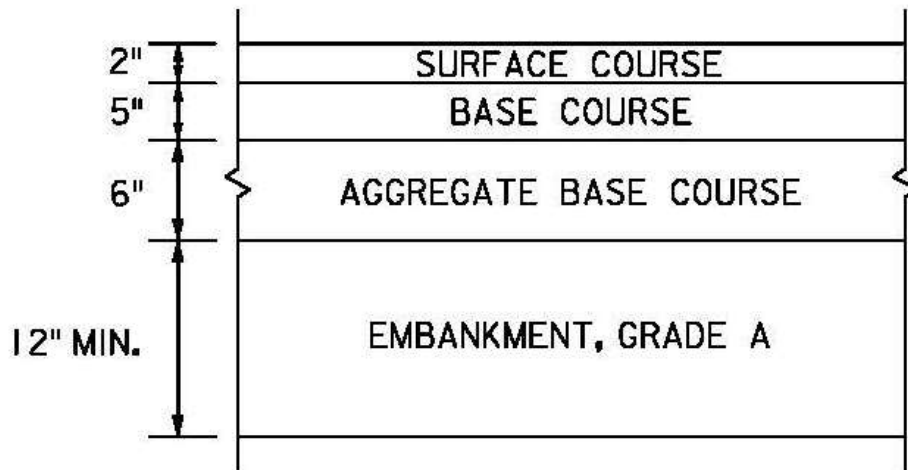 2" SURFACE COURSE
5" BASE COURSE
6" AGGREGATE BASE COURSE
12" MIN. EMBANKMENT, GRADE A